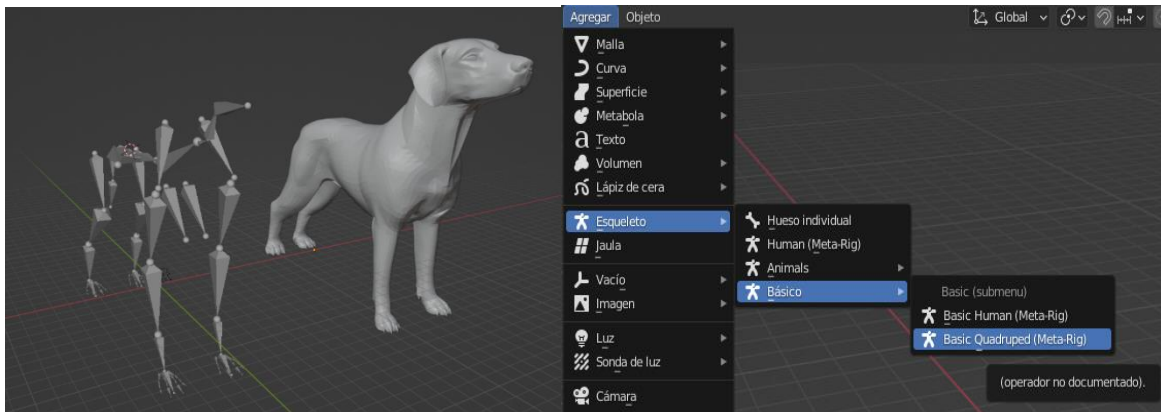 Agregar Objeto
Global
Malla
Curva
Superficie
Metabola
a Texto
Volumen
Lápiz de cera
Esqueleto
Jaula
Vacío
Imagen
Luz
Sonda de luz
Cámara
Hueso individual
Human (Meta-Rig)
Animals
Básico
Basic (submenu)
Basic Human (Meta-Rig)
Basic Quadruped (Meta-Rig)
(operador no documentado).